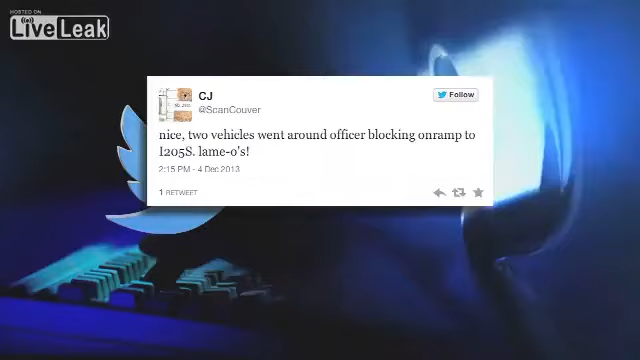 HOSTED ON
LiveLeak
CJ
@ScanCouver
Follow
nice, two vehicles went around officer blocking onramp to
I205S. lame-o's!
2:15 PM - 4 Dec 2013
1 RETWEET